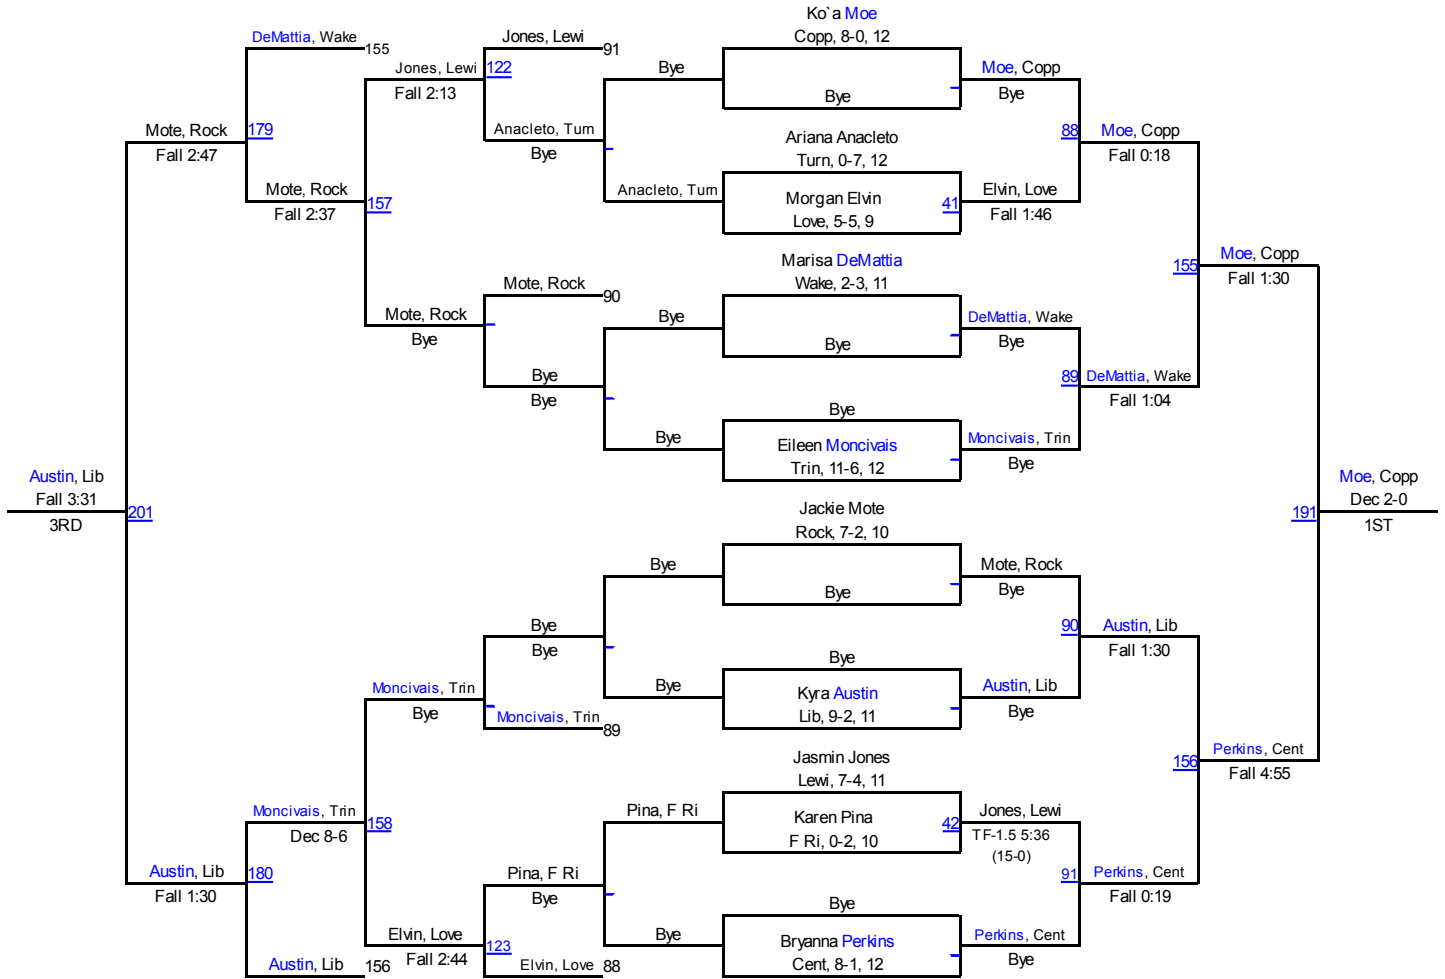 Ko`a Moe
DeMattia, Wake
155
Jones, Lewi
91
Copp, 8-0, 12
Jones, Lewi
122
Bye
Moe, Copp
Fall 2:13
Bye
Bye
Mote, Rock
179
Anacleto, Turn
Ariana Anacleto
88
Moe, Copp
Fall 2:47
Bye
Turn, 0-7, 12
Fall 0:18
Mote, Rock
157
Anacleto, Turn
Morgan Elvin
41
Elvin, Love
Fall 2:37
Love, 5-5, 9
Fall 1:46
Marisa DeMattia
155
Moe, Copp
Mote, Rock
90
Wake, 2-3, 11
Fall 1:30
Mote, Rock
Bye
DeMattia, Wake
Bye
Bye
Bye
Bye
89
DeMattia, Wake
Bye
Fall 1:04
Bye
Bye
Eileen Moncivais
Moncivais, Trin
Trin, 11-6, 12
Bye
Austin, Lib
Moe, Copp
Fall 3:31
Dec 2-0
201
191
3RD
Jackie Mote
1ST
Rock, 7-2, 10
Bye
Mote, Rock
Bye
Bye
Bye
90
Austin, Lib
Bye
Fall 1:30
Bye
Moncivais, Trin
Bye
Kyra Austin
Austin, Lib
Bye
Moncivais, Trin
89
Lib, 9-2, 11
Bye
Jasmin Jones
156
Perkins, Cent
Lewi, 7-4, 11
Fall 4:55
Moncivais, Trin
158
Pina, F Ri
Karen Pina
42
Jones, Lewi
Dec 8-6
F Ri, 0-2, 10
TF-1.5 5:36
(15-0)
Austin, Lib
180
Pina, F Ri
91
Perkins, Cent
Fall 1:30
Bye
Fall 0:19
Bye
Elvin, Love
123
Bye
Bryanna Perkins
Perkins, Cent
Fall 2:44
Cent, 8-1, 12
Bye
Austin, Lib
156
Elvin, Love
88